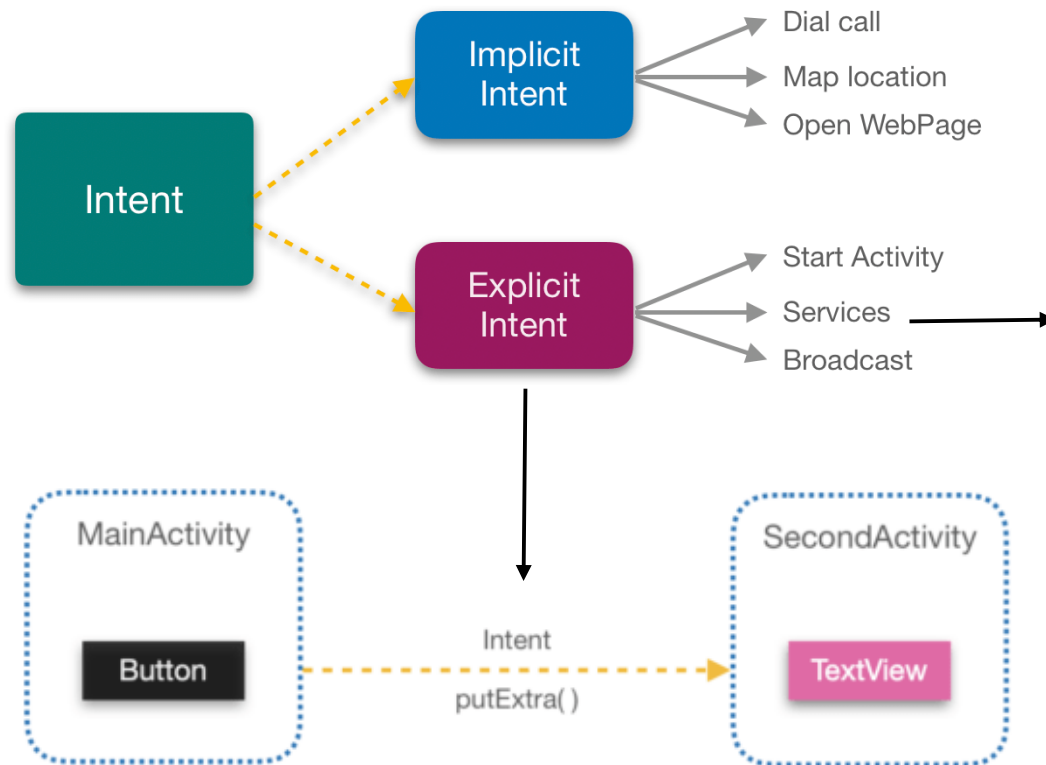 Intent
Implicit
Intent
Dial call
Map location
Open WebPage
Explicit
Intent
Start Activity
Services
Broadcast
MainActivity
Button
Intent
putExtra( )
SecondActivity
TextView